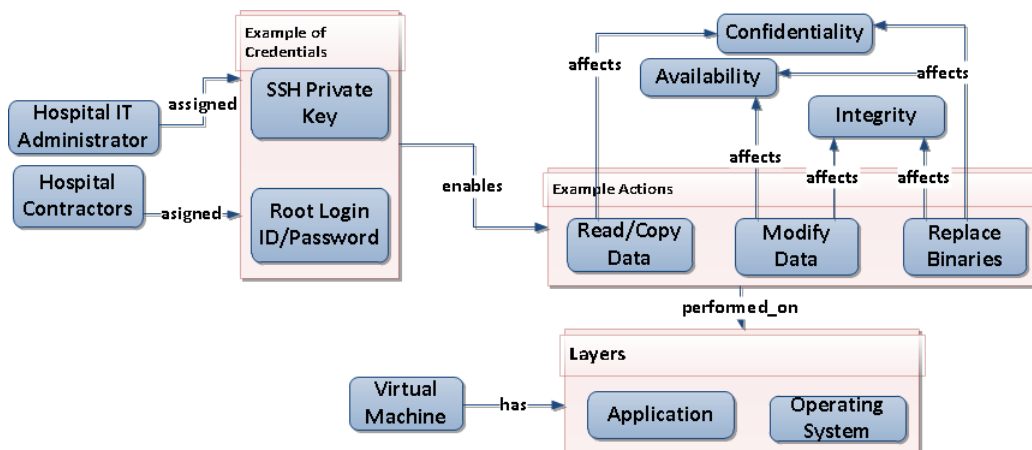 Example of
Credentials
SSH Private
Key
Root Login
ID/Password
Hospital IT
Administrator
assigned
Hospital
Contractors
asigned
enables
Confidentiality
affects
Availability
affects
Integrity
affects
affects
affects
Example Actions
Read/Copy
Data
Modify
Data
Replace
Binaries
performed_on
Layers
Virtual
Machine
has
Application
Operating
System